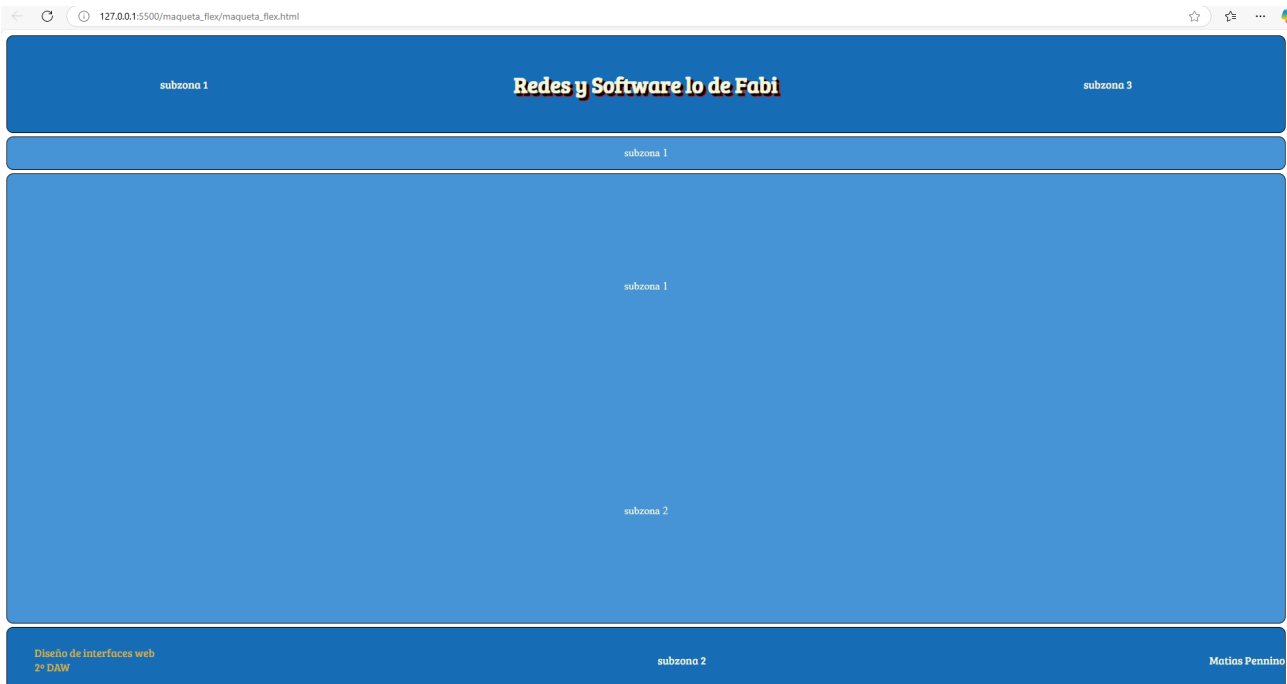 127.0.0.1:5500/maqueta_flex/maqueta_flex.html
subzona 1
Redes y Software lo de Fabi
subzona 3
subzona 1
subzona 1
subzona 2
Diseño de interfaces web
2º DAW
subzona 2
Matias Pennino